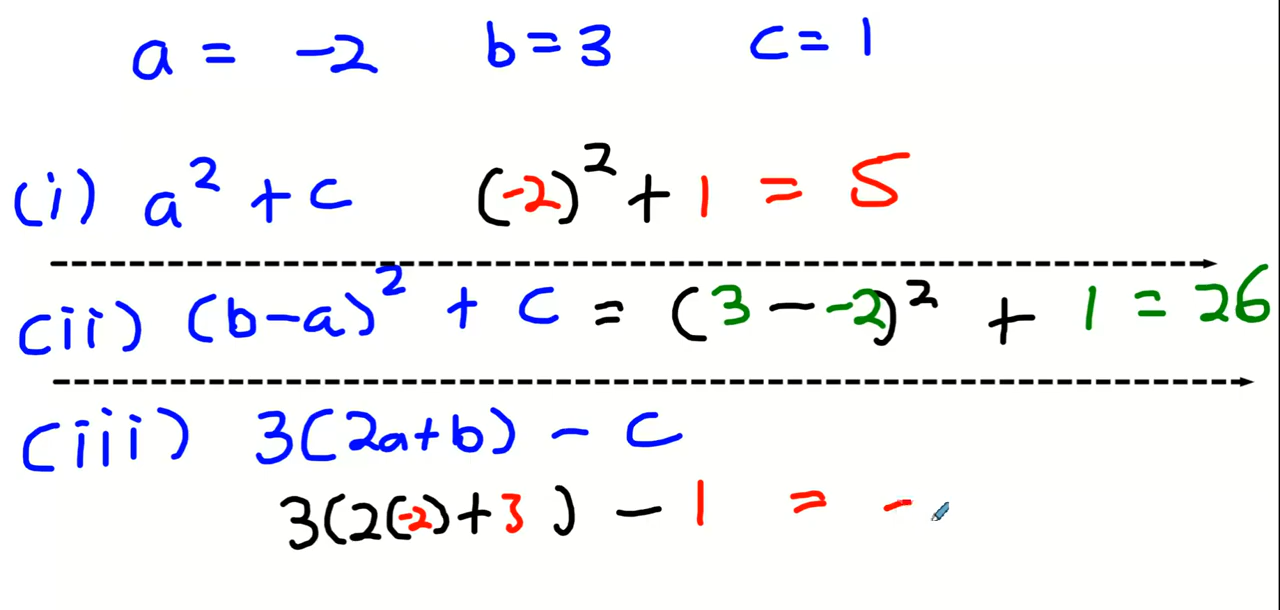 a = -2 b = 3 c = 1
(i) a² + c (-2)² + 1 = 5
(ii) (b-a)² + c = (3 - -2)² + 1 = 26
(iii) 3(2a+b) - c
3(2(-2)+3) - 1 = -